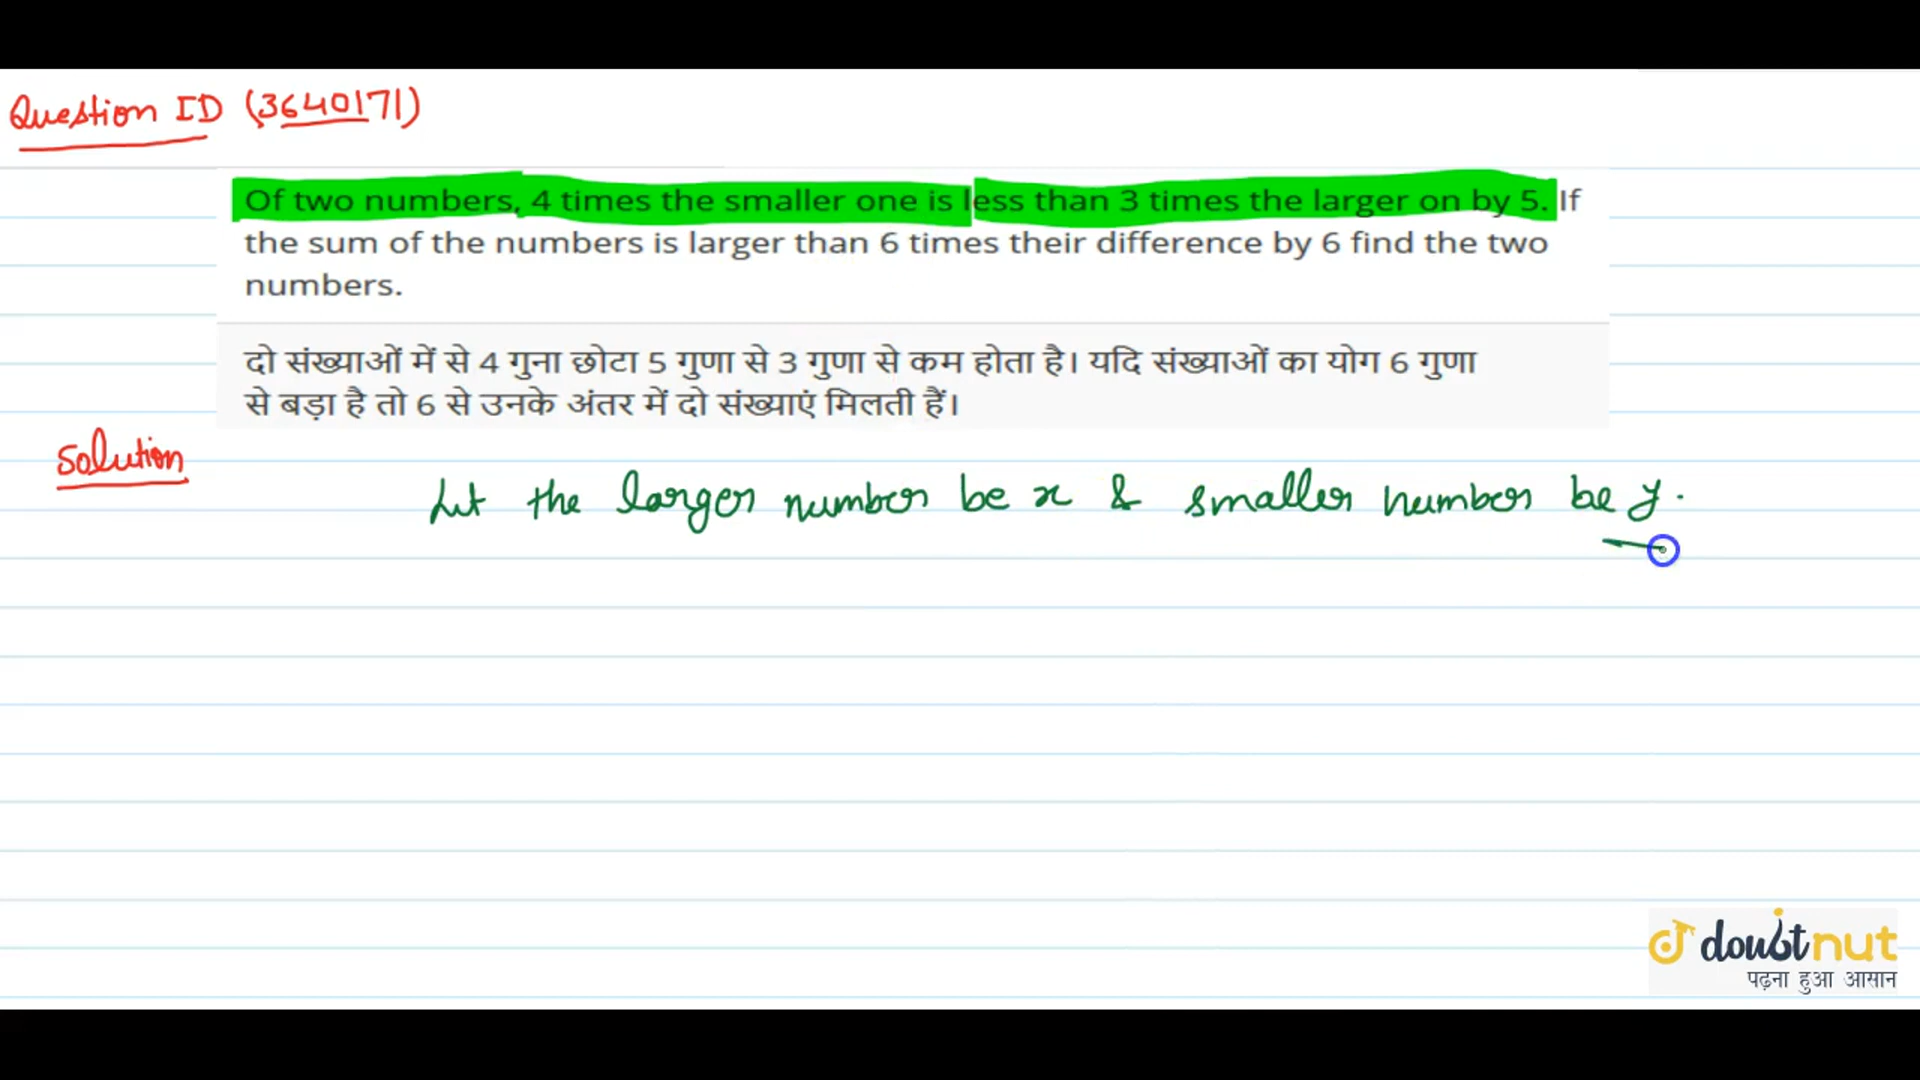 Question ID (3640171)
Of two numbers, 4 times the smaller one is less than 3 times the larger on by 5. If
the sum of the numbers is larger than 6 times their difference by 6 find the two
numbers.
दो संख्याओं में से 4 गुना छोटा 5 गुणा से 3 गुणा से कम होता है। यदि संख्याओं का योग 6 गुणा
से बड़ा है तो 6 से उनके अंतर में दो संख्याएं मिलती हैं।
Solution
Let the larger number be x & smaller number be y.
doubtnut
पढ़ना हुआ आसान